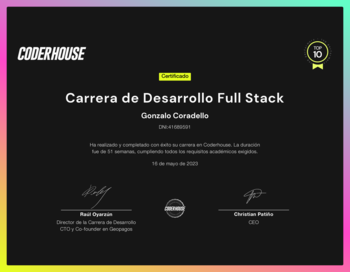 CODERHOUSE
TOP
10
Certificado
Carrera de Desarrollo Full Stack
Gonzalo Coradello
DNI:41689591
Ha realizado y completado con éxito su carrera en Coderhouse. La duración
fue de 51 semanas, cumpliendo todos los requisitos académicos exigidos.
16 de mayo de 2023
CODERHOUSE
Raúl Oyarzún
Christian Patiño
Director de la Carrera de Desarrollo
CEO
CTO y Co-founder en Geopagos